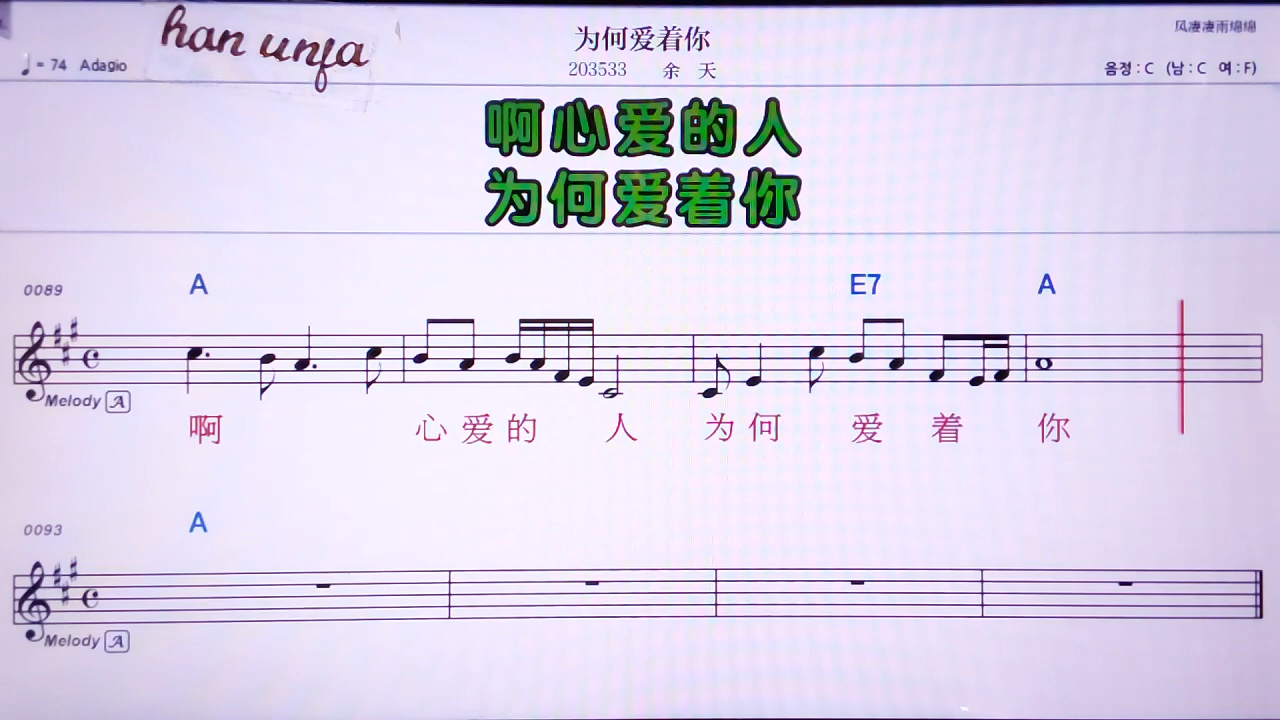 han unfa
为何爱着你
风凄凄雨绵绵
♩= 74 Adagio
203533 余 天
음정 : C (남 : C 여 : F)
啊心爱的人
为何爱着你
0089 A E7 A
Melody A
啊 心 爱 的 人 为 何 爱 着 你
0093 A
Melody A